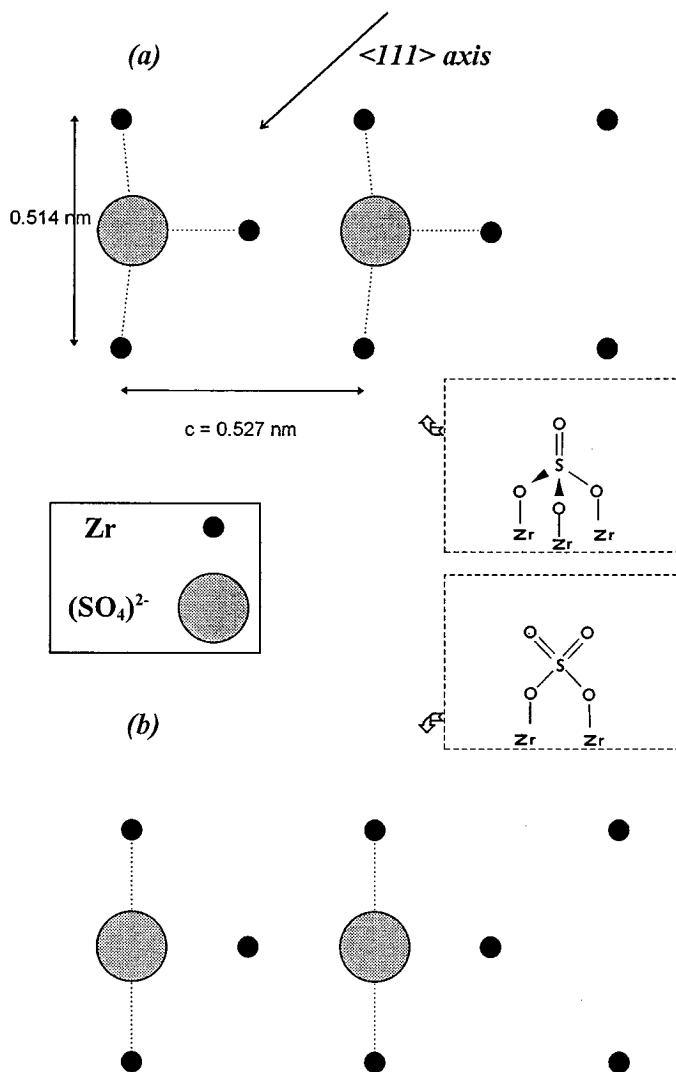 (a)
<111> axis
0.514 nm
c = 0.527 nm
O
S
O O O
Zr Zr Zr
Zr
(SO₄)²⁻
O O
S
O O
Zr Zr
(b)